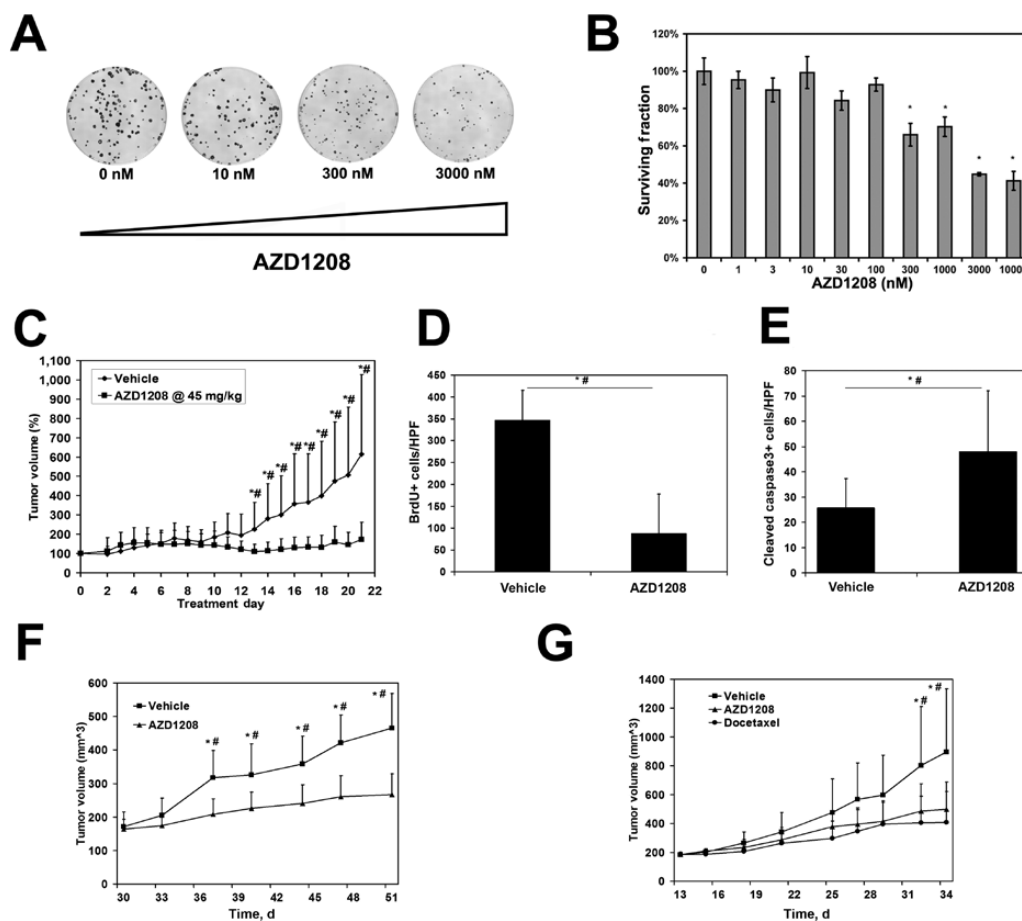 A
0 nM 10 nM 300 nM 3000 nM
AZD1208
B
Surviving fraction
120%
100%
80%
60%
40%
20%
0%
* * * *
0 1 3 10 30 100 300 1000 3000 1000
AZD1208 (nM)
C
Tumor volume (%)
1,100
1,000
900
800
700
600
500
400
300
200
100
0
Vehicle
AZD1208 @ 45 mg/kg
*# *# *# *# *# *# *# *# *#
0 2 4 6 8 10 12 14 16 18 20 22
Treatment day
D
BrdU+ cells/HPF
450
400
350
300
250
200
150
100
50
0
* #
Vehicle AZD1208
E
Cleaved caspase3+ cells/HPF
80
70
60
50
40
30
20
10
0
* #
Vehicle AZD1208
F
Tumor volume (mm^3)
600
400
200
0
Vehicle
AZD1208
* # * # * # * # * #
30 33 36 39 42 45 48 51
Time, d
G
Tumor volume (mm^3)
1400
1200
1000
800
600
400
200
0
Vehicle
AZD1208
Docetaxel
* # * #
13 16 19 22 25 28 31 34
Time, d